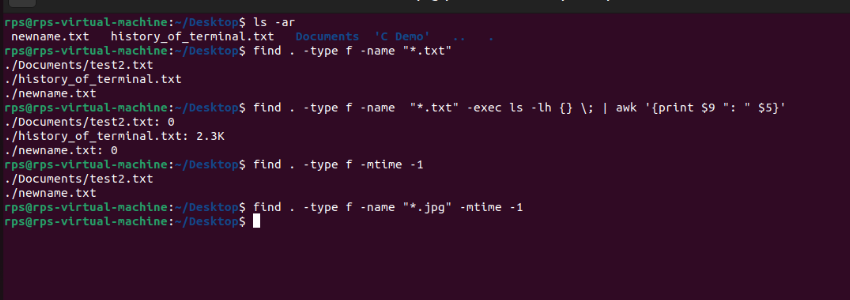 rps@rps-virtual-machine:~/Desktop$ ls -ar
newname.txt   history_of_terminal.txt   Documents  'C Demo'   ..   .
rps@rps-virtual-machine:~/Desktop$ find . -type f -name "*.txt"
./Documents/test2.txt
./history_of_terminal.txt
./newname.txt
rps@rps-virtual-machine:~/Desktop$ find . -type f -name  "*.txt" -exec ls -lh {} \; | awk '{print $9 ": " $5}'
./Documents/test2.txt: 0
./history_of_terminal.txt: 2.3K
./newname.txt: 0
rps@rps-virtual-machine:~/Desktop$ find . -type f -mtime -1
./Documents/test2.txt
./newname.txt
rps@rps-virtual-machine:~/Desktop$ find . -type f -name "*.jpg" -mtime -1
rps@rps-virtual-machine:~/Desktop$